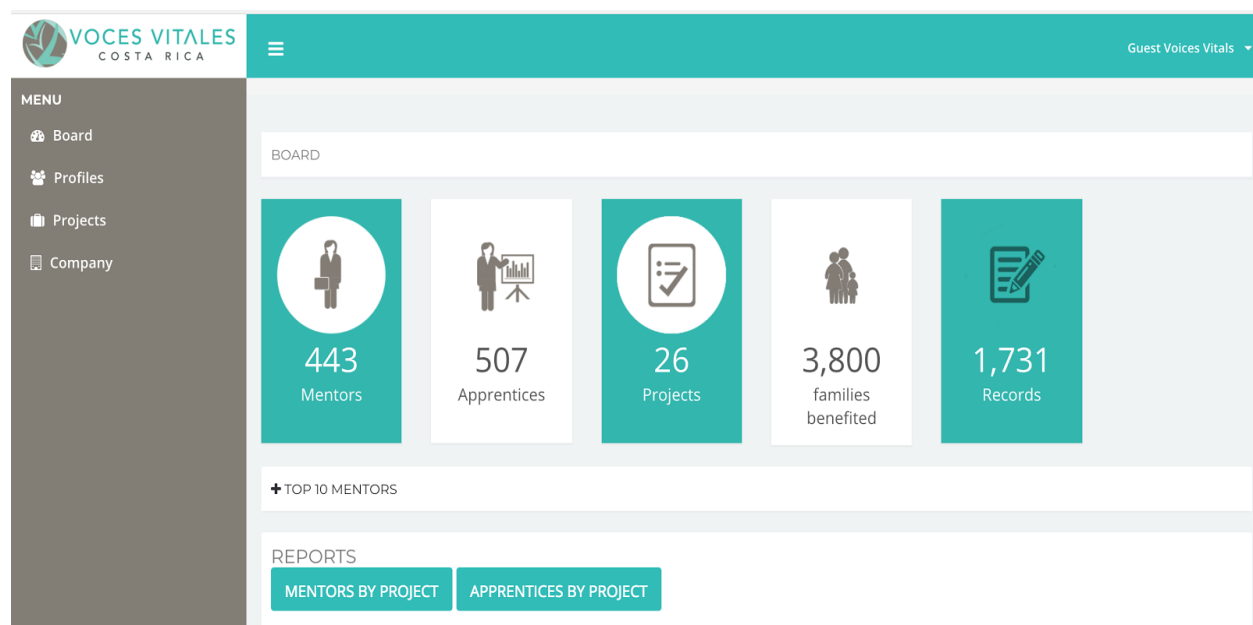 VOCES VITALES
COSTA RICA
Guest Voices Vitals
MENU
Board
Profiles
Projects
Company
BOARD
443
Mentors
507
Apprentices
26
Projects
3,800
families
benefited
1,731
Records
TOP 10 MENTORS
REPORTS
MENTORS BY PROJECT
APPRENTICES BY PROJECT